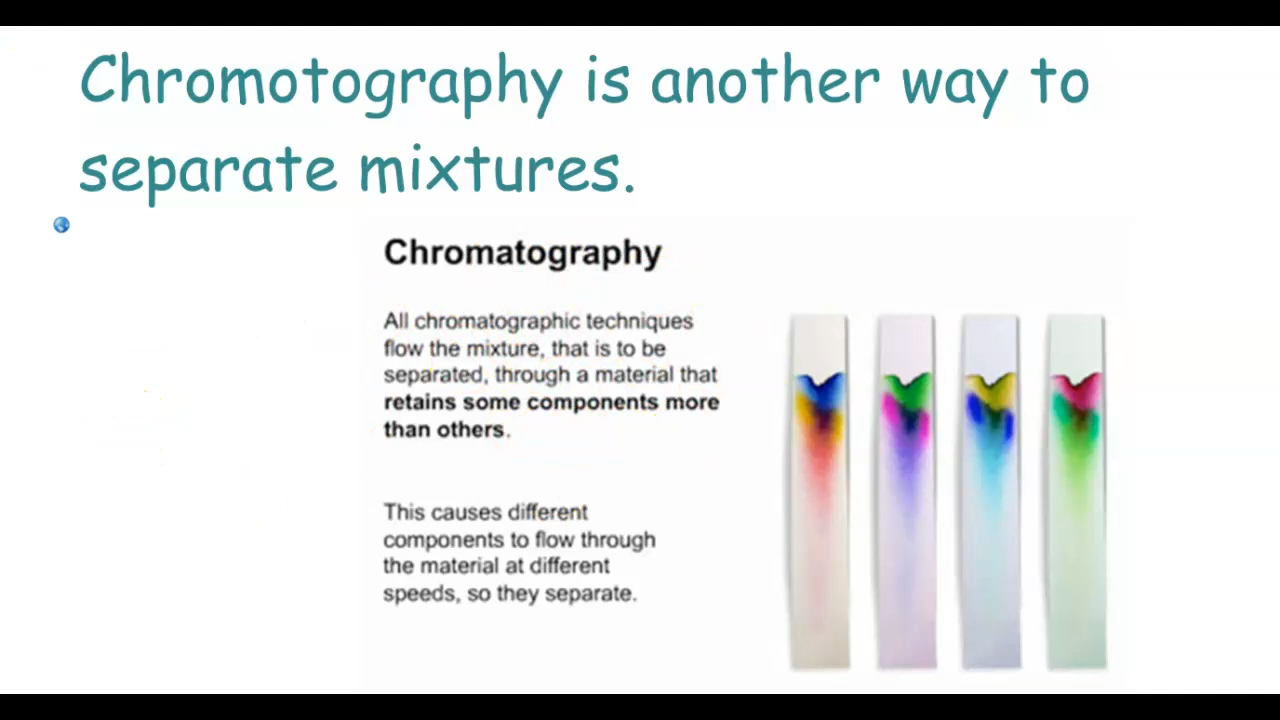 Chromotography is another way to
separate mixtures.
Chromatography
All chromatographic techniques
flow the mixture, that is to be
separated, through a material that
retains some components more
than others.
This causes different
components to flow through
the material at different
speeds, so they separate.